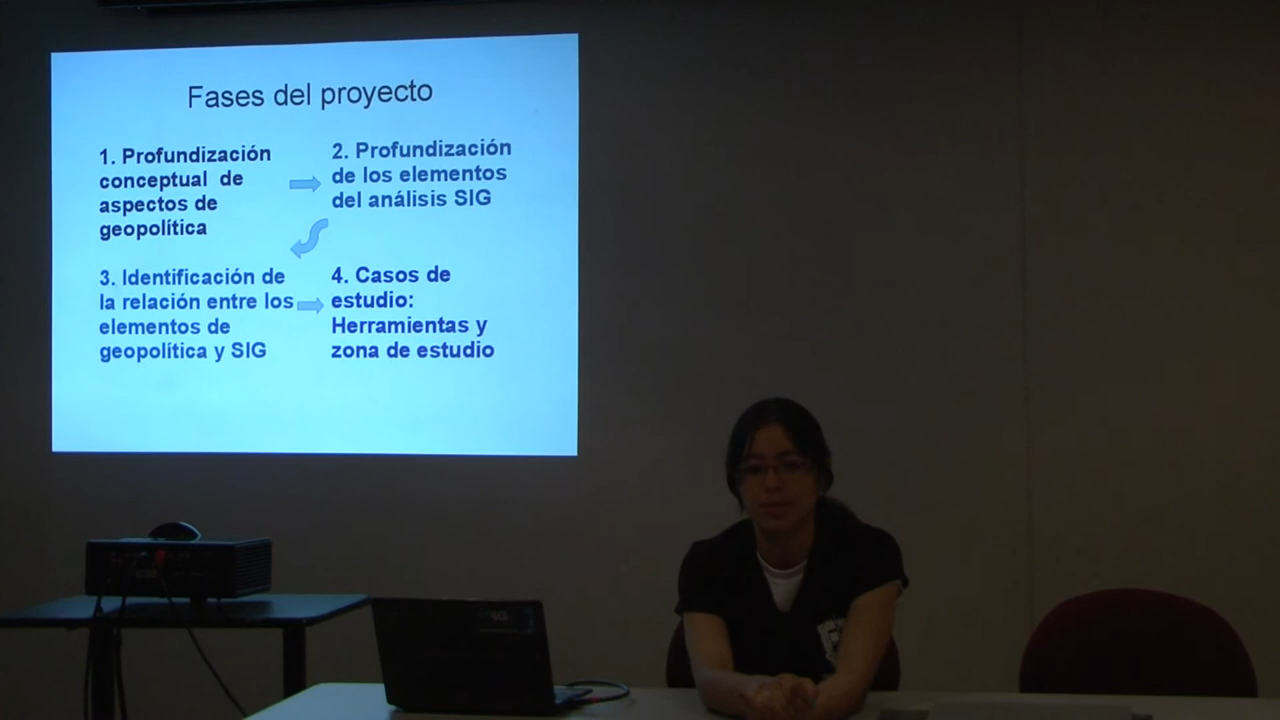 Fases del proyecto
1. Profundización
conceptual de
aspectos de
geopolítica
2. Profundización
de los elementos
del análisis SIG
3. Identificación de
la relación entre los
elementos de
geopolítica y SIG
4. Casos de
estudio:
Herramientas y
zona de estudio